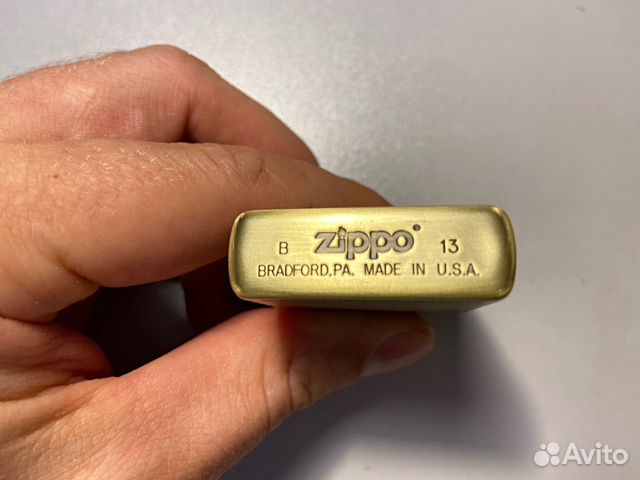 B zippo® 13
BRADFORD,PA. MADE IN U.S.A.
Avito